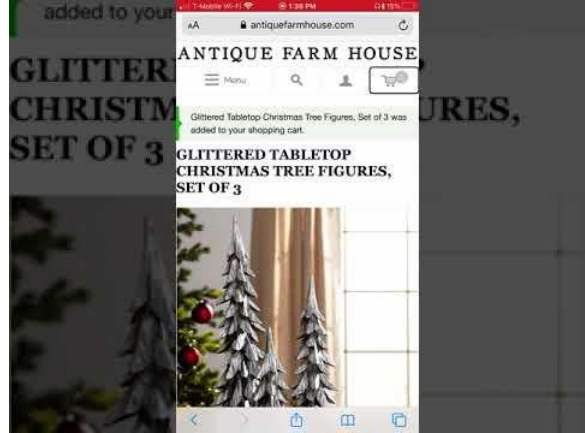 added to your
T-Mobile Wi-Fi
1:38 PM
15%
AA
antiquefarmhouse.com
ANTIQUE FARM HOUSE
Menu
Glittered Tabletop Christmas Tree Figures, Set of 3 was
added to your shopping cart.
GLITTERED TABLETOP
CHRISTMAS TREE FIGURES,
SET OF 3
GLITTER
CHRISTM
URES,
SET OF 3